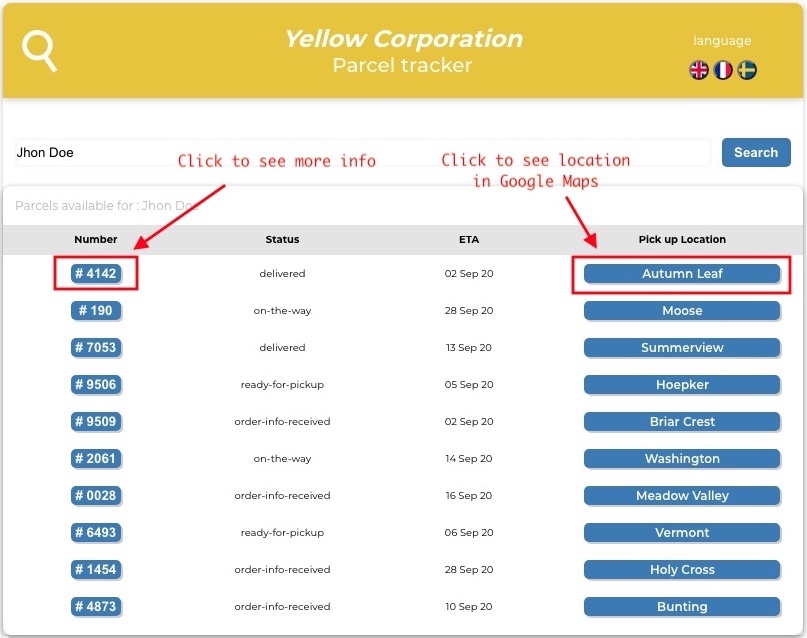 Yellow Corporation
Parcel tracker
language
Jhon Doe
Search
Click to see more info
Click to see location
in Google Maps
Parcels available for : Jhon Doe
Number Status ETA Pick up Location
# 4142 delivered 02 Sep 20 Autumn Leaf
# 190 on-the-way 28 Sep 20 Moose
# 7053 delivered 13 Sep 20 Summerview
# 9506 ready-for-pickup 05 Sep 20 Hoepker
# 9509 order-info-received 02 Sep 20 Briar Crest
# 2061 on-the-way 14 Sep 20 Washington
# 0028 order-info-received 16 Sep 20 Meadow Valley
# 6493 ready-for-pickup 06 Sep 20 Vermont
# 1454 order-info-received 28 Sep 20 Holy Cross
# 4873 order-info-received 10 Sep 20 Bunting